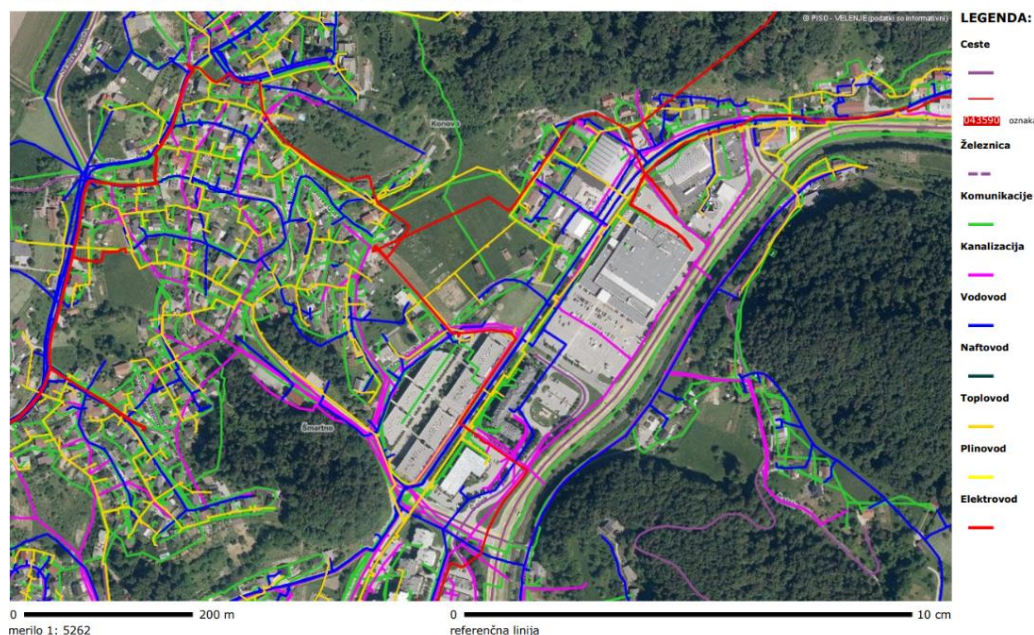 © PISO - VELENJE (podatki so informativni)
LEGENDA:
Ceste
043590 oznaka
Železnica
Komunikacije
Kanalizacija
Vodovod
Naftovod
Toplovod
Plinovod
Elektrovod
Konovo
Šmartno
0 200 m
merilo 1: 5262
0 10 cm
referenčna linija